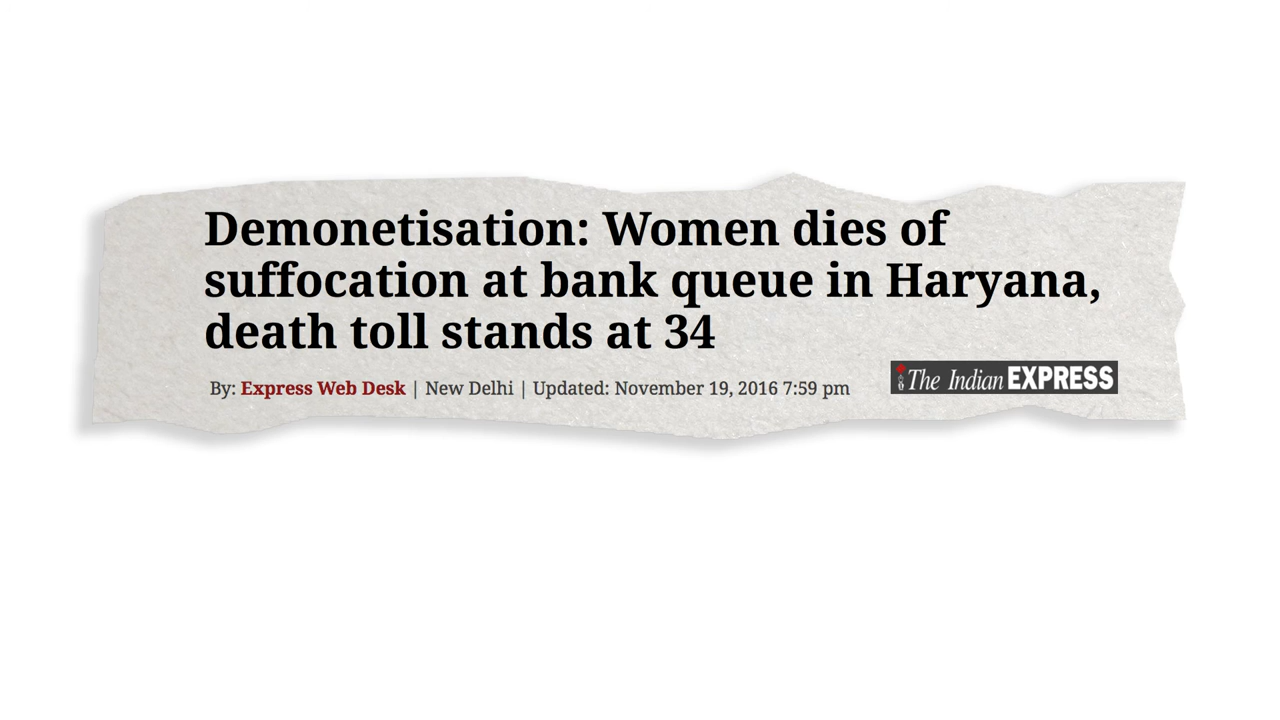 Demonetisation: Women dies of
suffocation at bank queue in Haryana,
death toll stands at 34
By: Express Web Desk | New Delhi | Updated: November 19, 2016 7:59 pm
The Indian EXPRESS